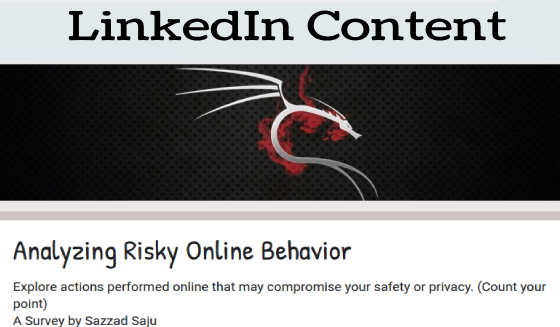 LinkedIn Content
Analyzing Risky Online Behavior
Explore actions performed online that may compromise your safety or privacy. (Count your
point)
A Survey by Sazzad Saju